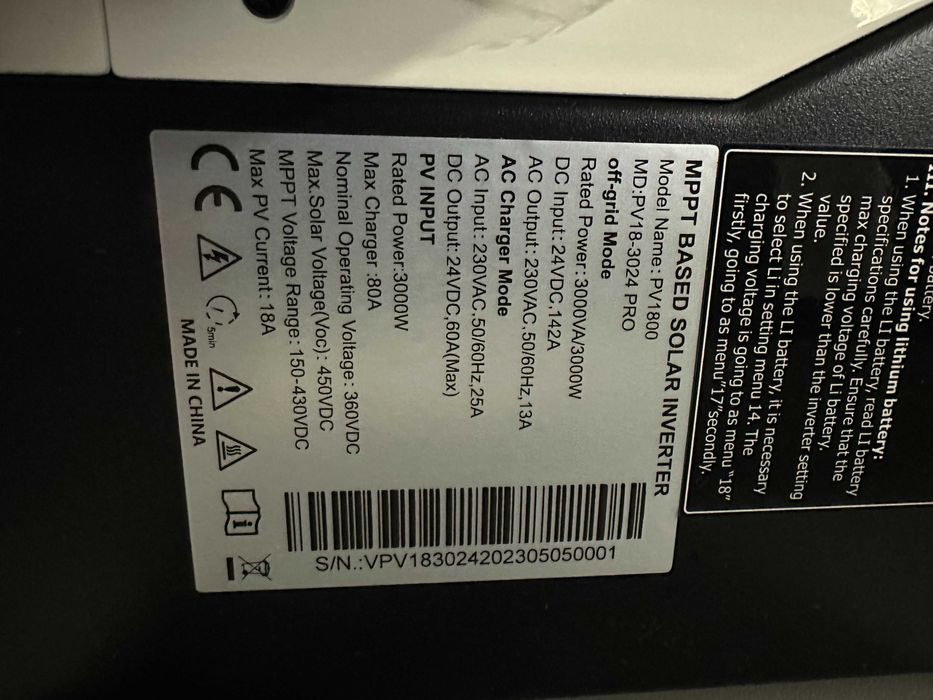 battery.
III, Notes for using lithium battery:
1. When using the LI battery, read LI battery
specifications carefully. Ensure that the
max charging voltage of Li battery
specified is lower than the inverter setting
value.
2. When using the LI battery, it is necessary
to select Li in setting menu 14. The
charging voltage is going to as menu "18"
firstly, going to as menu"17"secondly.
MPPT BASED SOLAR INVERTER
Model Name: PV1800
MD:PV18-3024 PRO
off-grid Mode
Rated Power: 3000VA/3000W
DC Input: 24VDC,142A
AC Output: 230VAC.50/60Hz,13A
AC Charger Mode
AC Input: 230VAC,50/60Hz,25A
DC Output: 24VDC,60A(Max)
PV INPUT
Rated Power:3000W
Max Charger :80A
Nominal Operating Voltage: 360VDC
Max.Solar Voltage(Voc): 450VDC
MPPT Voltage Range: 150-430VDC
Max PV Current: 18A
S/N.:VPV183024202305050001
CE
5min
MADE IN CHINA